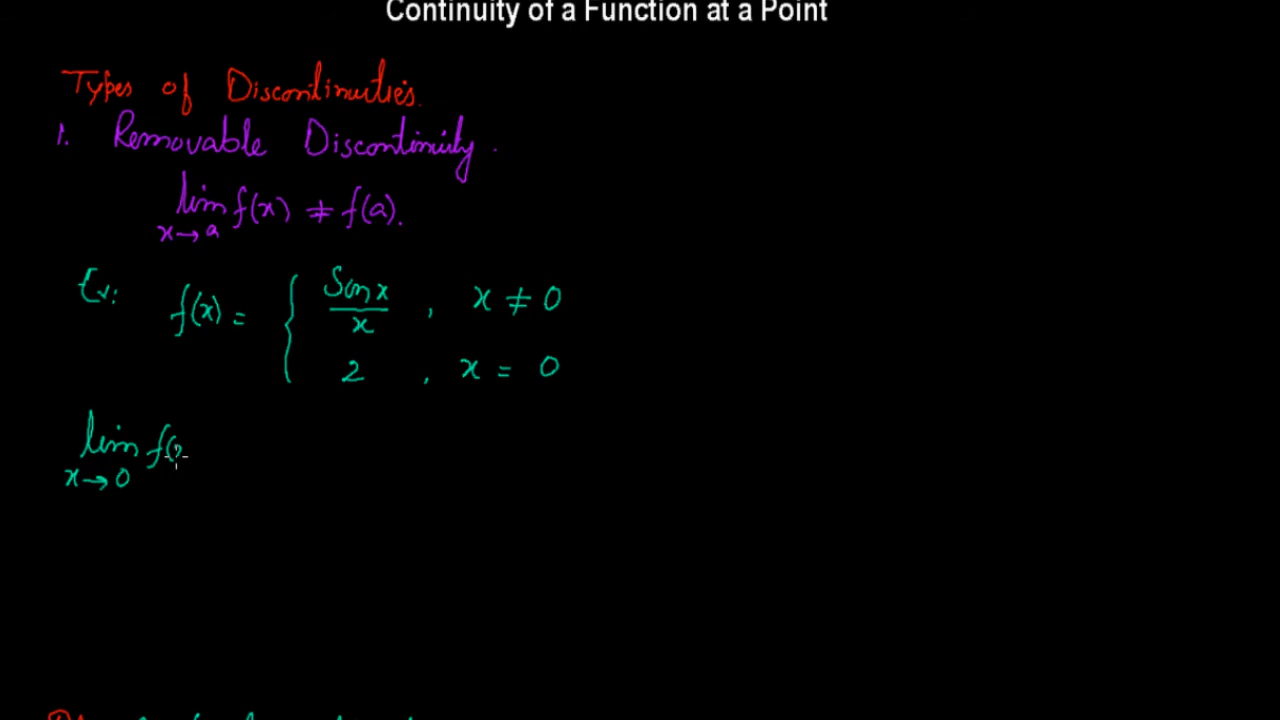 Continuity of a Function at a Point
Types of Discontinuities.
1. Removable Discontinuity.
lim f(x) ≠ f(a).
x→a
Ex: f(x) = { Sin x / x , x ≠ 0
2 , x = 0
lim f(
x→0